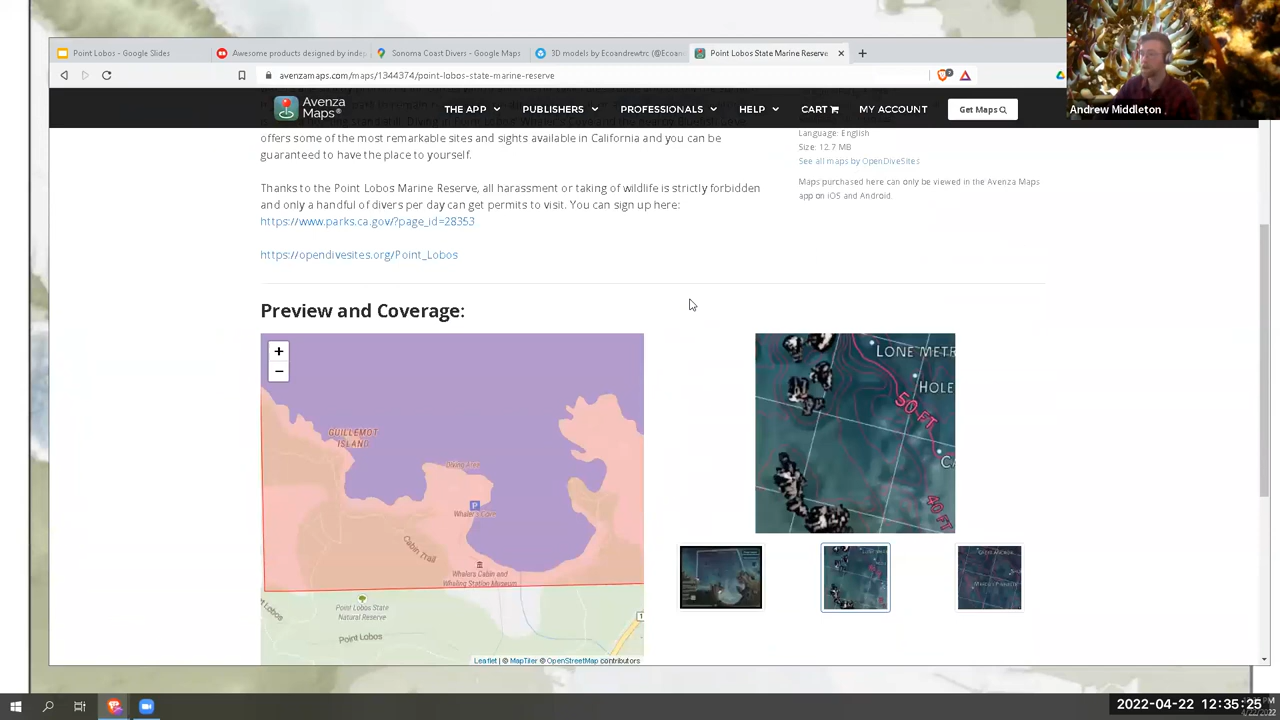 Point Lobos - Google Slides
Awesome products designed by inde
Sonoma Coast Divers - Google Maps
3D models by Ecoandrewtrc (@Ecoan
Point Lobos State Marine Reserve
avenzamaps.com/maps/1344374/point-lobos-state-marine-reserve
Andrew Middleton
Avenza Maps
THE APP
PUBLISHERS
PROFESSIONALS
HELP
CART
MY ACCOUNT
Get Maps
offers some of the most remarkable sites and sights available in California and you can be
guaranteed to have the place to yourself.
Language: English
Size: 12.7 MB
See all maps by OpenDiveSites
Maps purchased here can only be viewed in the Avenza Maps
app on iOS and Android.
Thanks to the Point Lobos Marine Reserve, all harassment or taking of wildlife is strictly forbidden
and only a handful of divers per day can get permits to visit. You can sign up here:
https://www.parks.ca.gov/?page_id=28353
https://opendivesites.org/Point_Lobos
Preview and Coverage:
+
−
GUILLEMOT
ISLAND
Diving Area
P
Whaler's Cove
Cabin Trail
Whalers Cabin and
Whaling Station Museum
Point Lobos State
Natural Reserve
Point Lobos
1
Leaflet | © MapTiler © OpenStreetMap contributors
LONE METR
HOLE
50 FT
CA
40 FT
2022-04-22 12:35:25